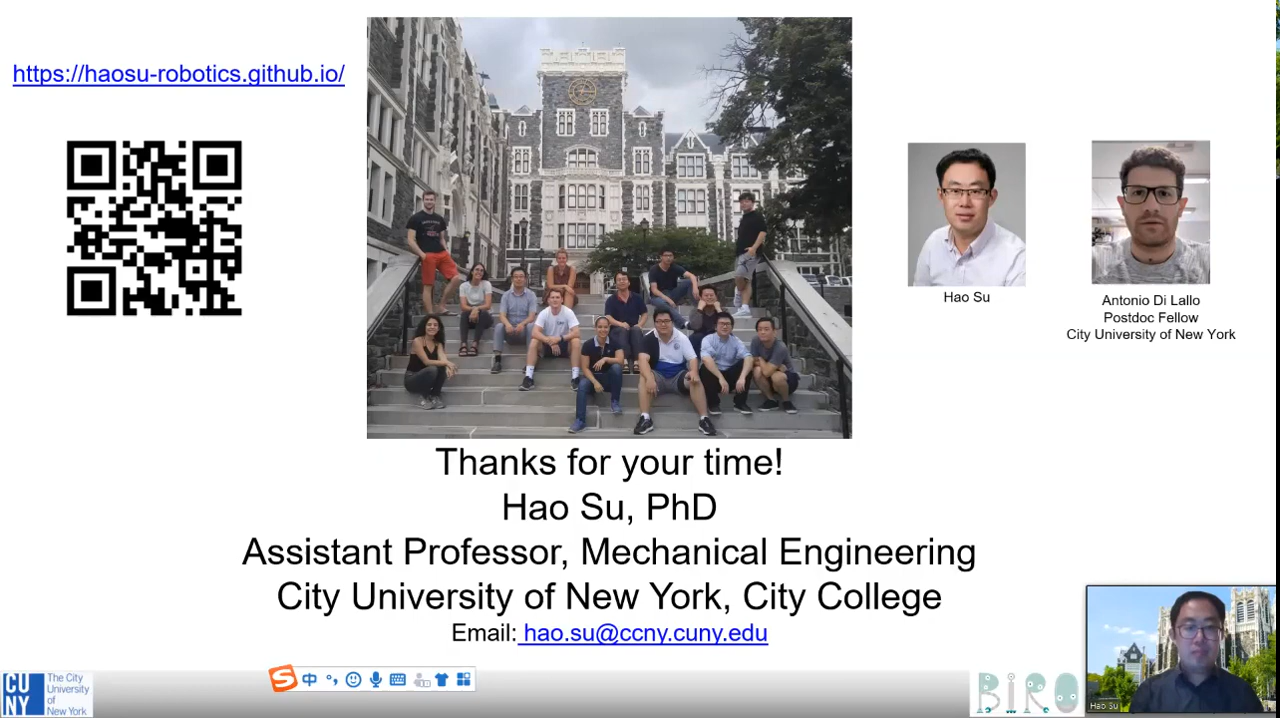 https://haosu-robotics.github.io/
Hao Su
Antonio Di Lallo
Postdoc Fellow
City University of New York
Thanks for your time!
Hao Su, PhD
Assistant Professor, Mechanical Engineering
City University of New York, City College
Email: hao.su@ccny.cuny.edu
CU
NY
The City
University
of
New York
S 中
BIRO
Hao Su